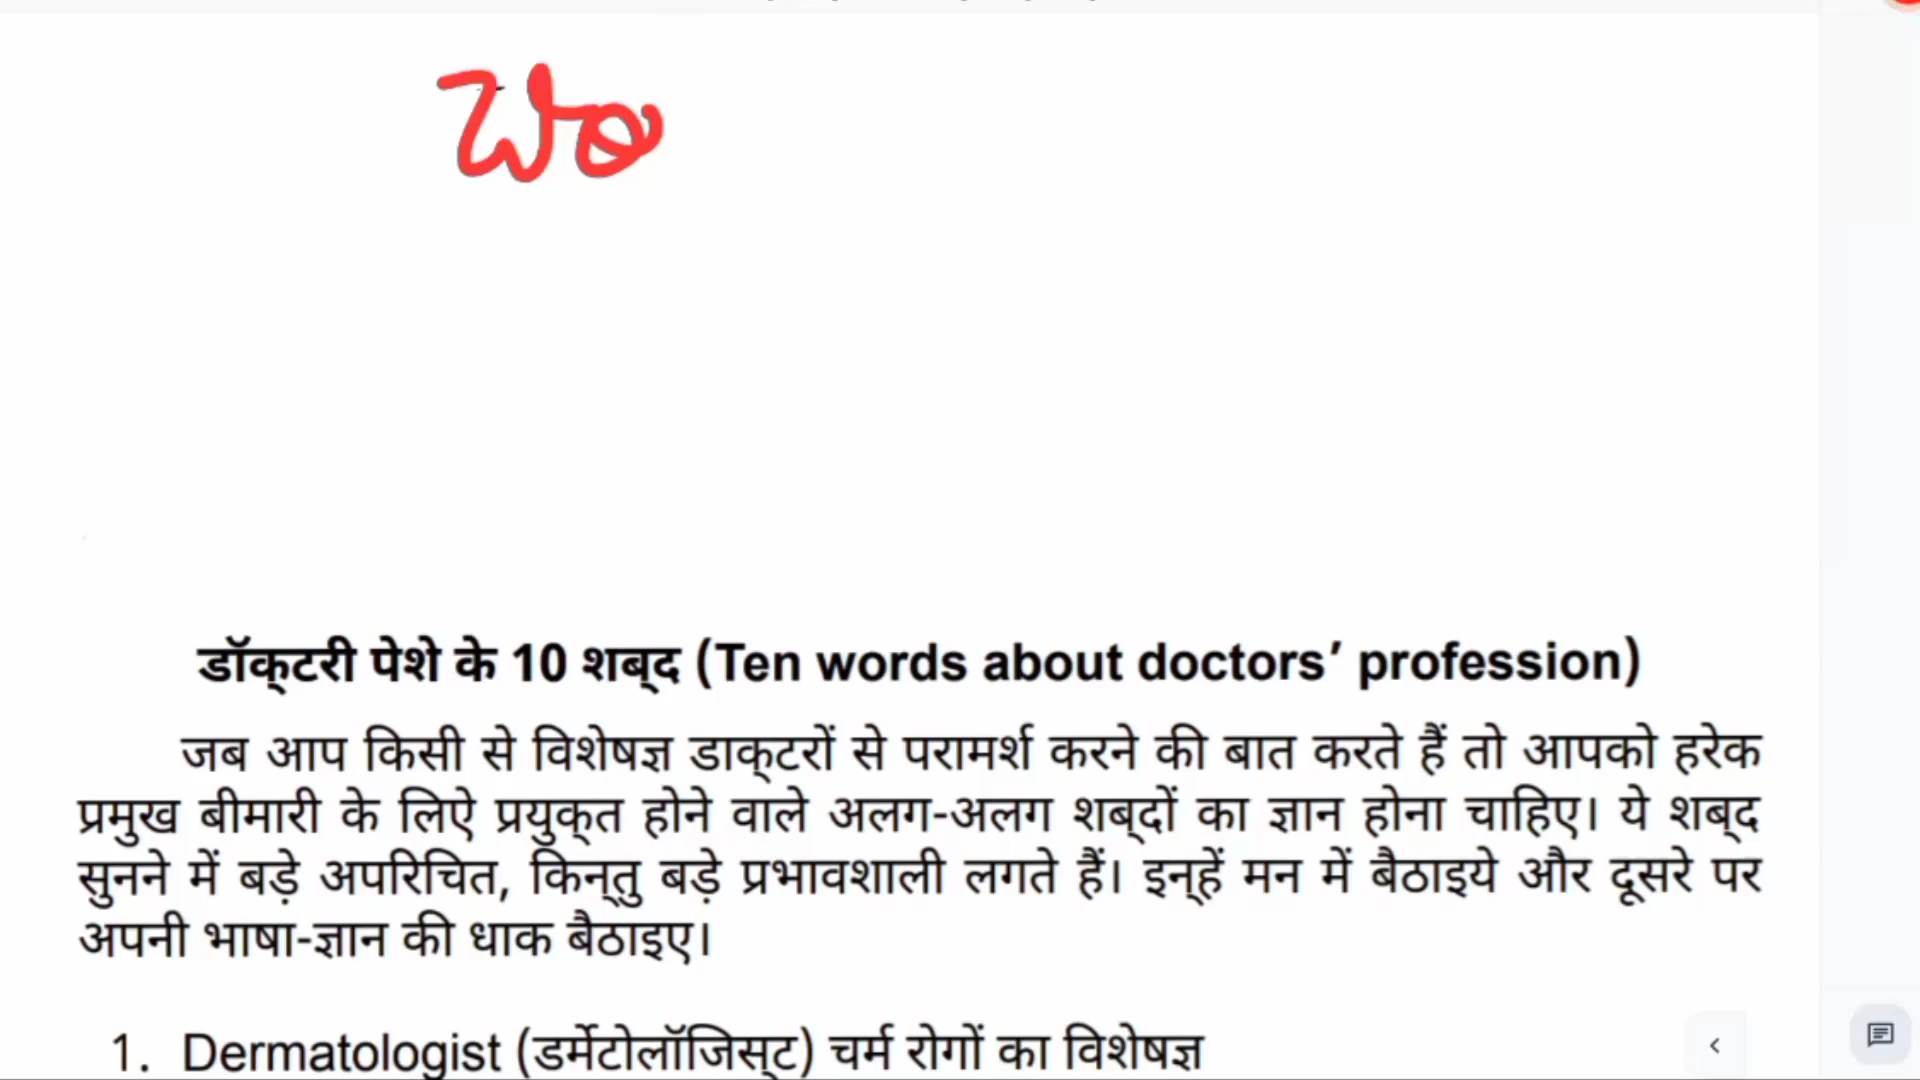 Wo
डॉक्टरी पेशे के 10 शब्द (Ten words about doctors’ profession)
जब आप किसी से विशेषज्ञ डाक्टरों से परामर्श करने की बात करते हैं तो आपको हरेक
प्रमुख बीमारी के लिऐ प्रयुक्त होने वाले अलग-अलग शब्दों का ज्ञान होना चाहिए। ये शब्द
सुनने में बड़े अपरिचित, किन्तु बड़े प्रभावशाली लगते हैं। इन्हें मन में बैठाइये और दूसरे पर
अपनी भाषा-ज्ञान की धाक बैठाइए।
1. Dermatologist (डर्मेटोलॉजिस्ट) चर्म रोगों का विशेषज्ञ